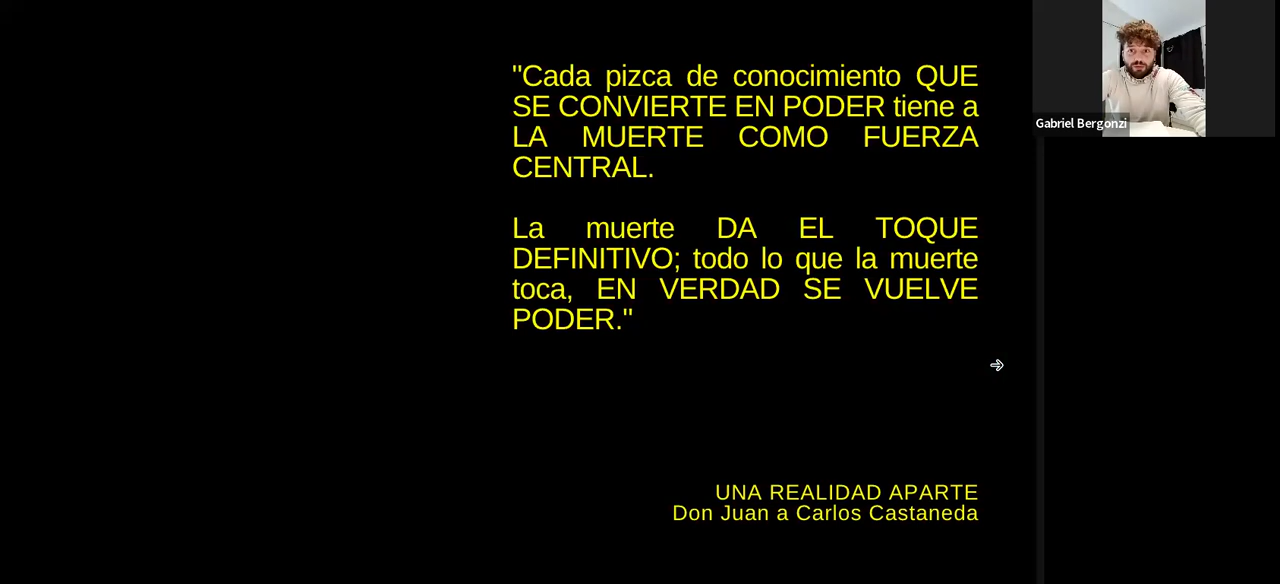 "Cada pizca de conocimiento QUE
SE CONVIERTE EN PODER tiene a
LA MUERTE COMO FUERZA
CENTRAL.
La muerte DA EL TOQUE
DEFINITIVO; todo lo que la muerte
toca, EN VERDAD SE VUELVE
PODER."
UNA REALIDAD APARTE
Don Juan a Carlos Castaneda
Gabriel Bergonzi